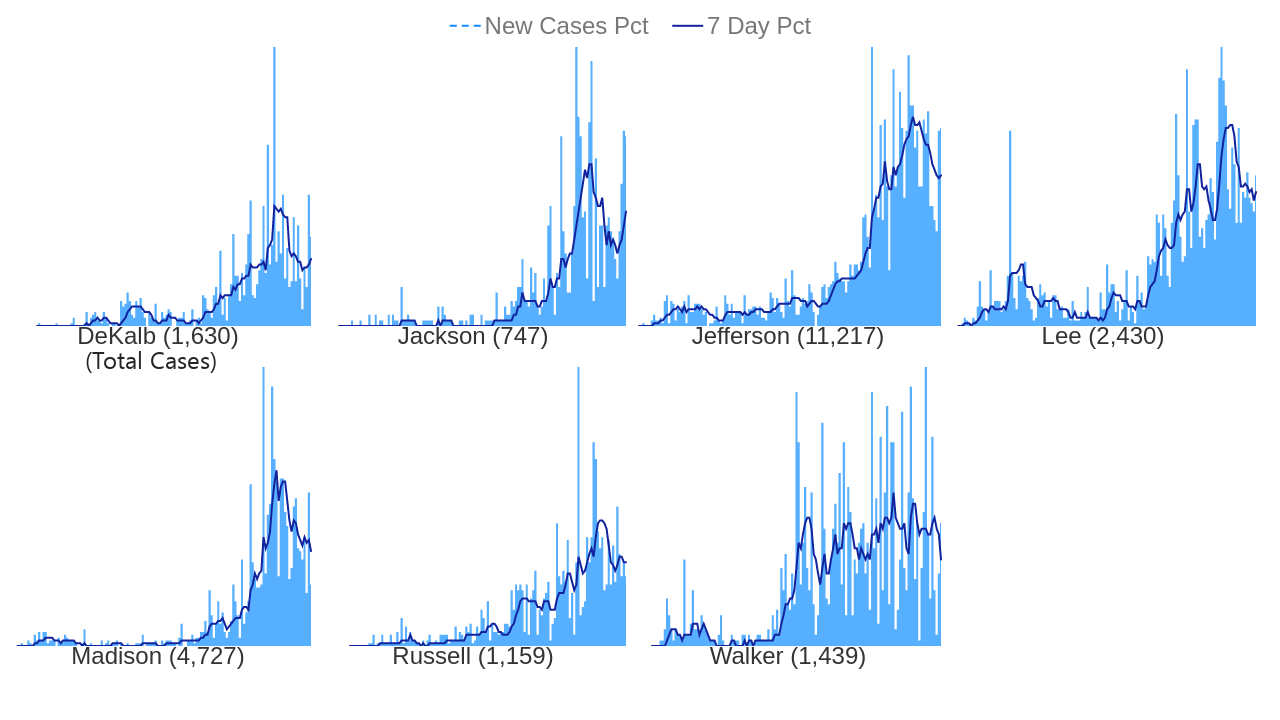 New Cases Pct 7 Day Pct
DeKalb (1,630) Jackson (747) Jefferson (11,217) Lee (2,430)
(Total Cases)
Madison (4,727) Russell (1,159) Walker (1,439)